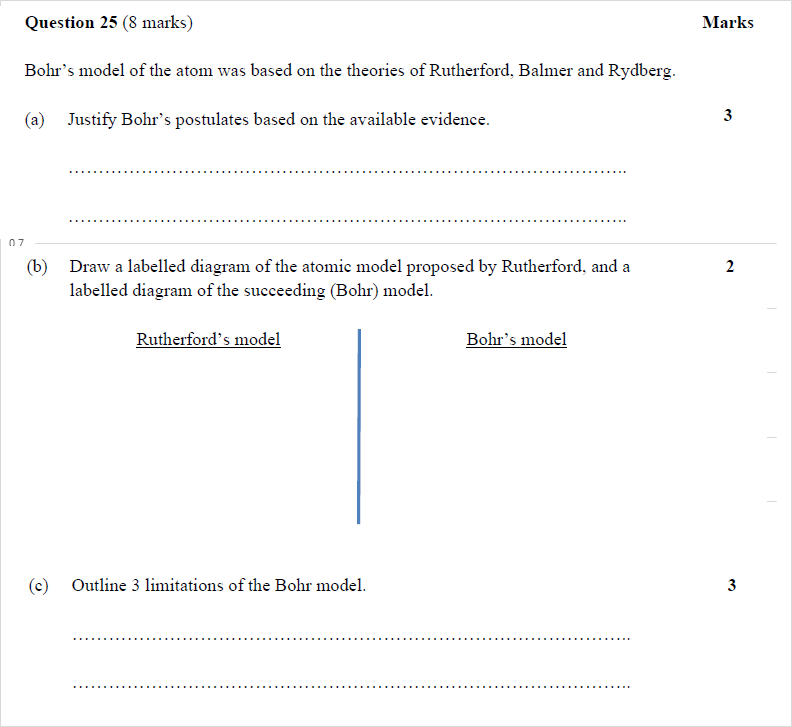 Question 25 (8 marks) Marks
Bohr’s model of the atom was based on the theories of Rutherford, Balmer and Rydberg.
(a) Justify Bohr’s postulates based on the available evidence. 3
……………………………………………………………………………….
……………………………………………………………………………….
07
(b) Draw a labelled diagram of the atomic model proposed by Rutherford, and a 2
labelled diagram of the succeeding (Bohr) model.
Rutherford’s model Bohr’s model
(c) Outline 3 limitations of the Bohr model. 3
……………………………………………………………………………….
……………………………………………………………………………….